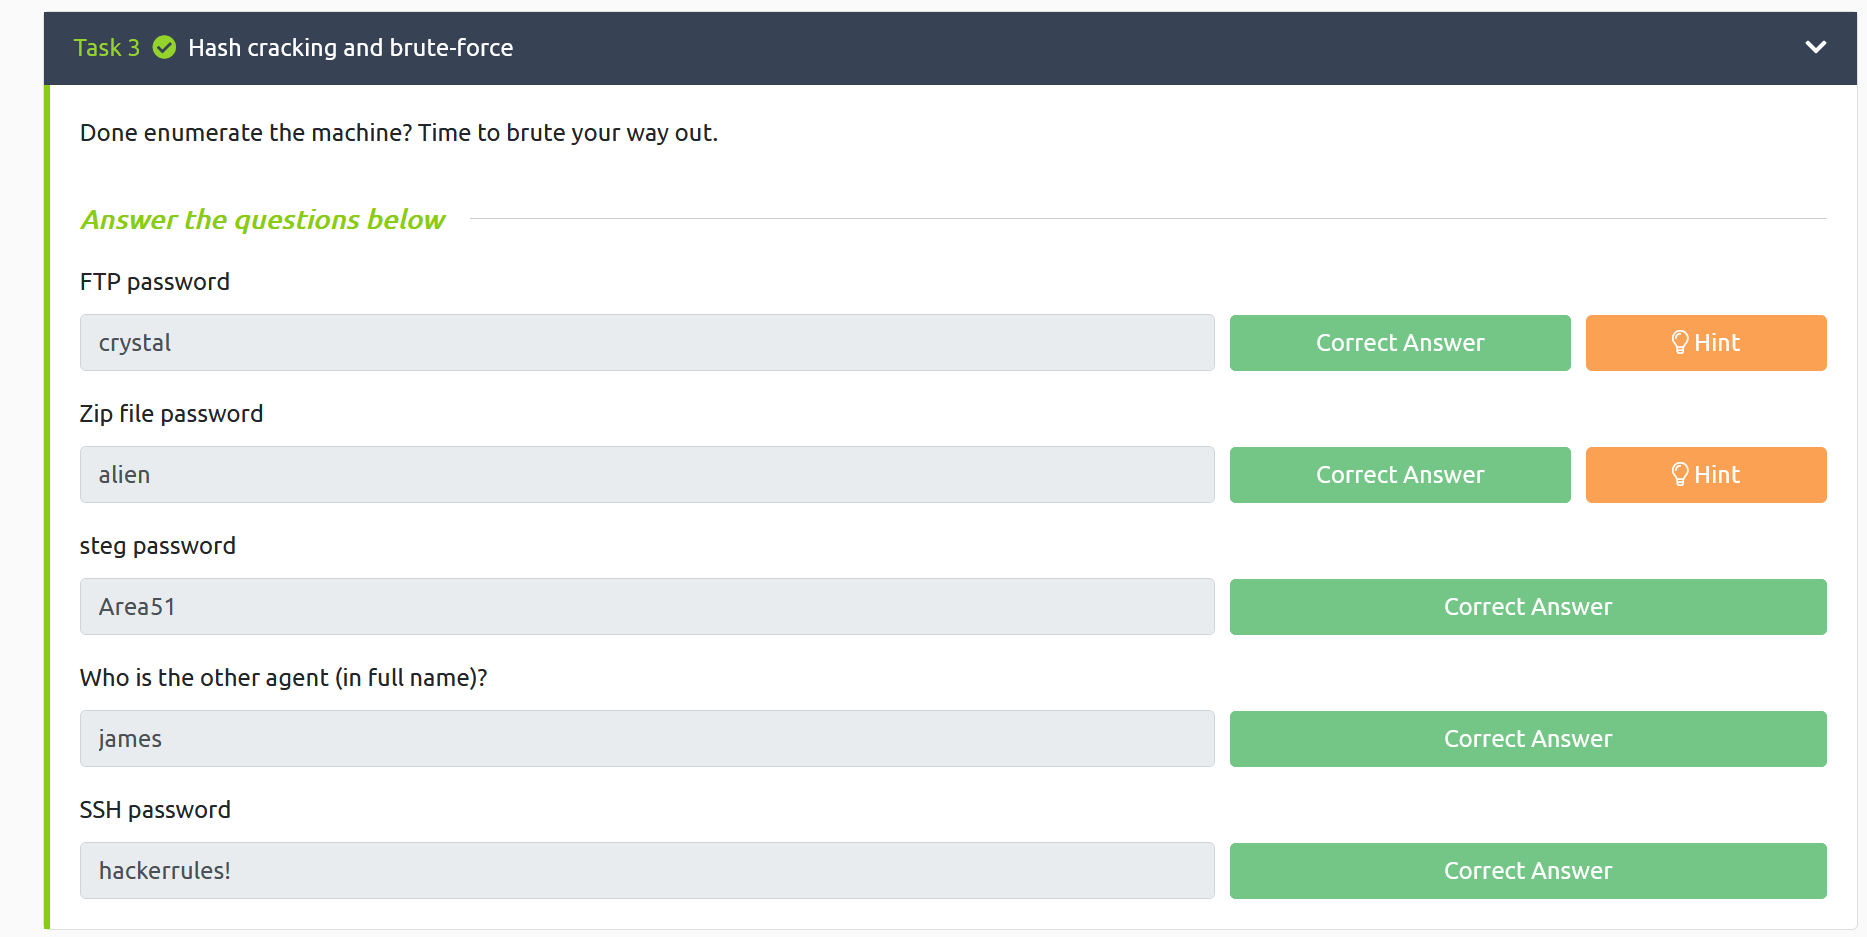 Task 3 Hash cracking and brute-force
Done enumerate the machine? Time to brute your way out.
Answer the questions below
FTP password
crystal Correct Answer Hint
Zip file password
alien Correct Answer Hint
steg password
Area51 Correct Answer
Who is the other agent (in full name)?
james Correct Answer
SSH password
hackerrules! Correct Answer